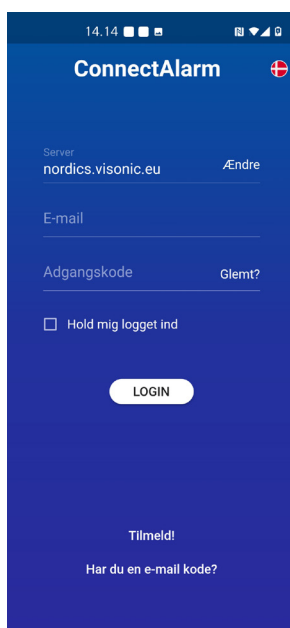 14.14
ConnectAlarm
Server
nordics.visonic.eu
Ændre
E-mail
Adgangskode
Glemt?
Hold mig logget ind
LOGIN
Tilmeld!
Har du en e-mail kode?